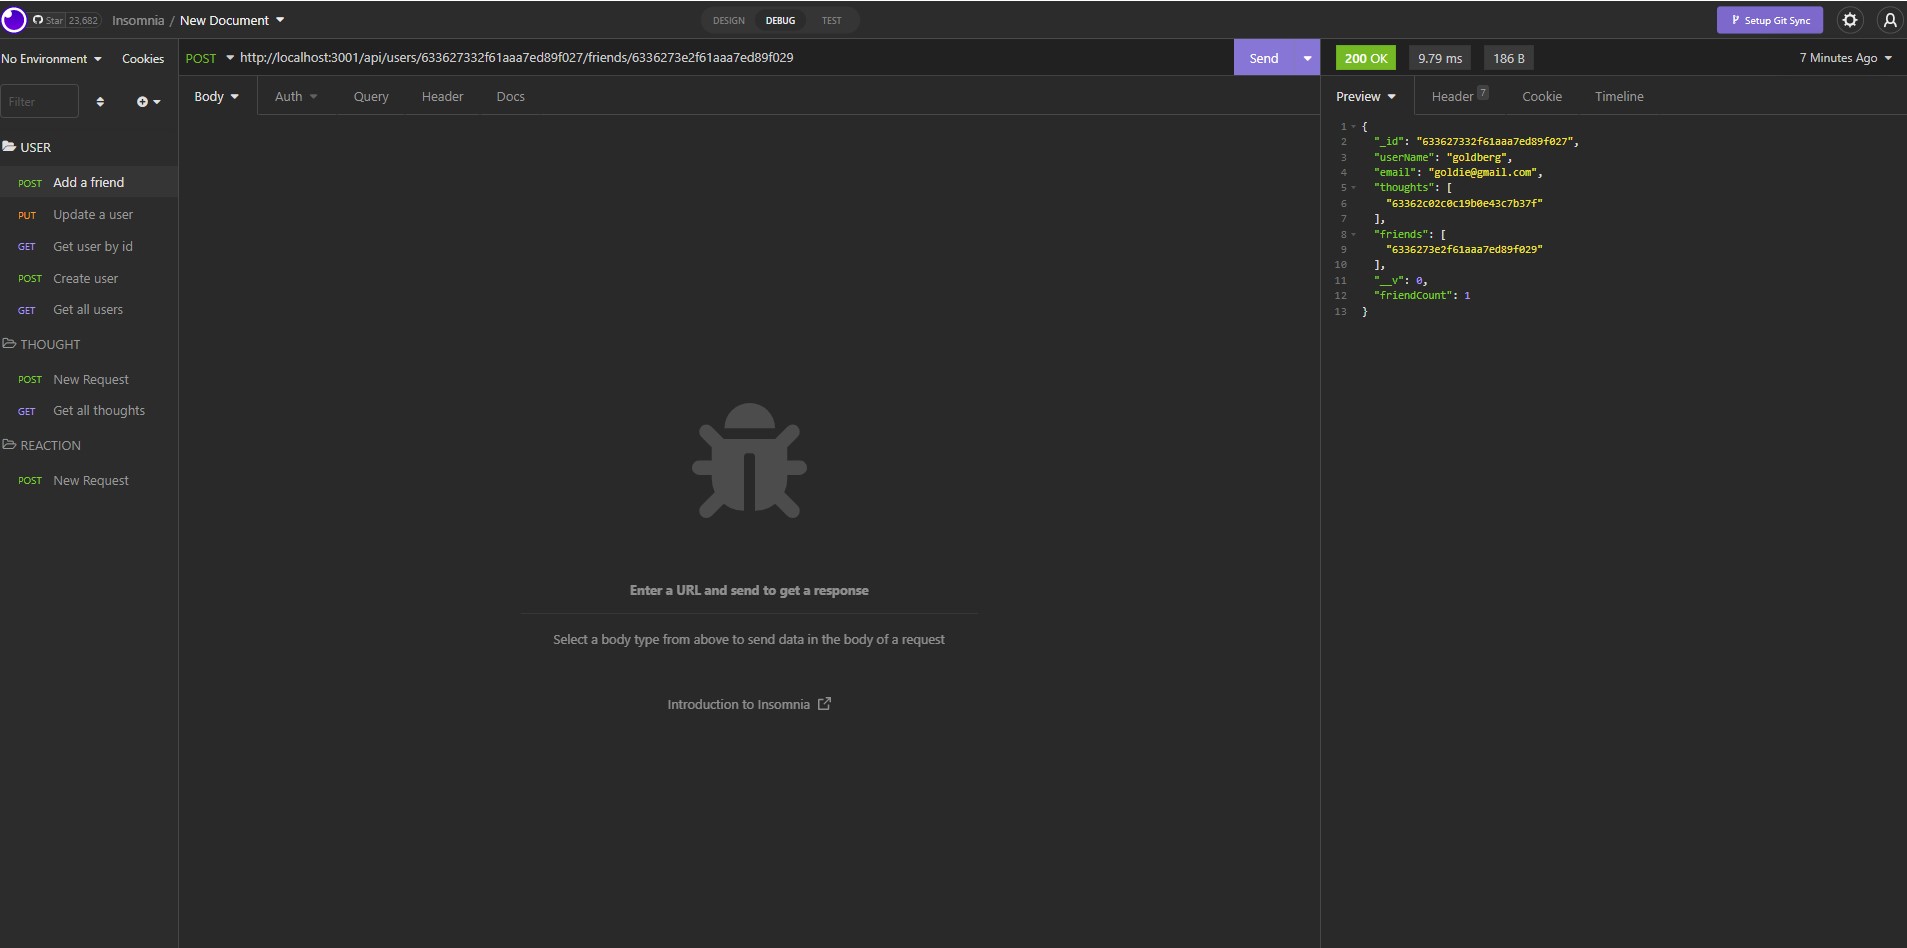 Star 23,682 Insomnia / New Document DESIGN DEBUG TEST Setup Git Sync
No Environment Cookies POST http://localhost:3001/api/users/633627332f61aaa7ed89f027/friends/6336273e2f61aaa7ed89f029 Send 200 OK 9.79 ms 186 B 7 Minutes Ago
Filter
Body Auth Query Header Docs
Preview Header 7 Cookie Timeline
USER
POST Add a friend
PUT Update a user
GET Get user by id
POST Create user
GET Get all users
THOUGHT
POST New Request
GET Get all thoughts
REACTION
POST New Request
Enter a URL and send to get a response
Select a body type from above to send data in the body of a request
Introduction to Insomnia
1 {
2 "_id": "633627332f61aaa7ed89f027",
3 "userName": "goldberg",
4 "email": "goldie@gmail.com",
5 "thoughts": [
6 "63362c02c0c19b0e43c7b37f"
7 ],
8 "friends": [
9 "6336273e2f61aaa7ed89f029"
10 ],
11 "__v": 0,
12 "friendCount": 1
13 }